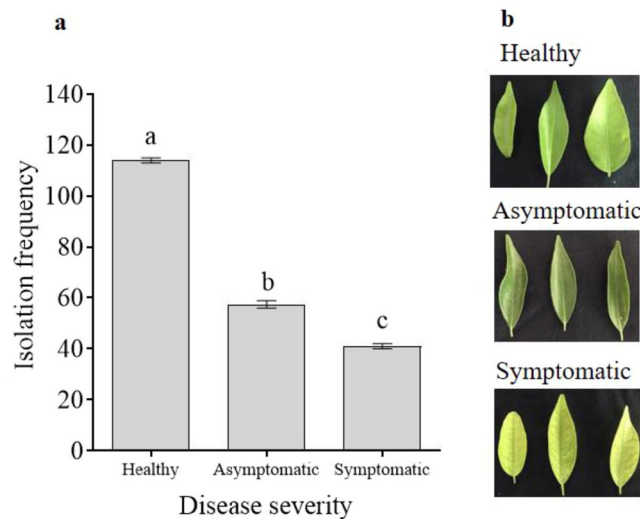 a
140
120
100
80
60
40
20
0
Isolation frequency
a
b
c
Healthy Asymptomatic Symptomatic
Disease severity
b
Healthy
Asymptomatic
Symptomatic